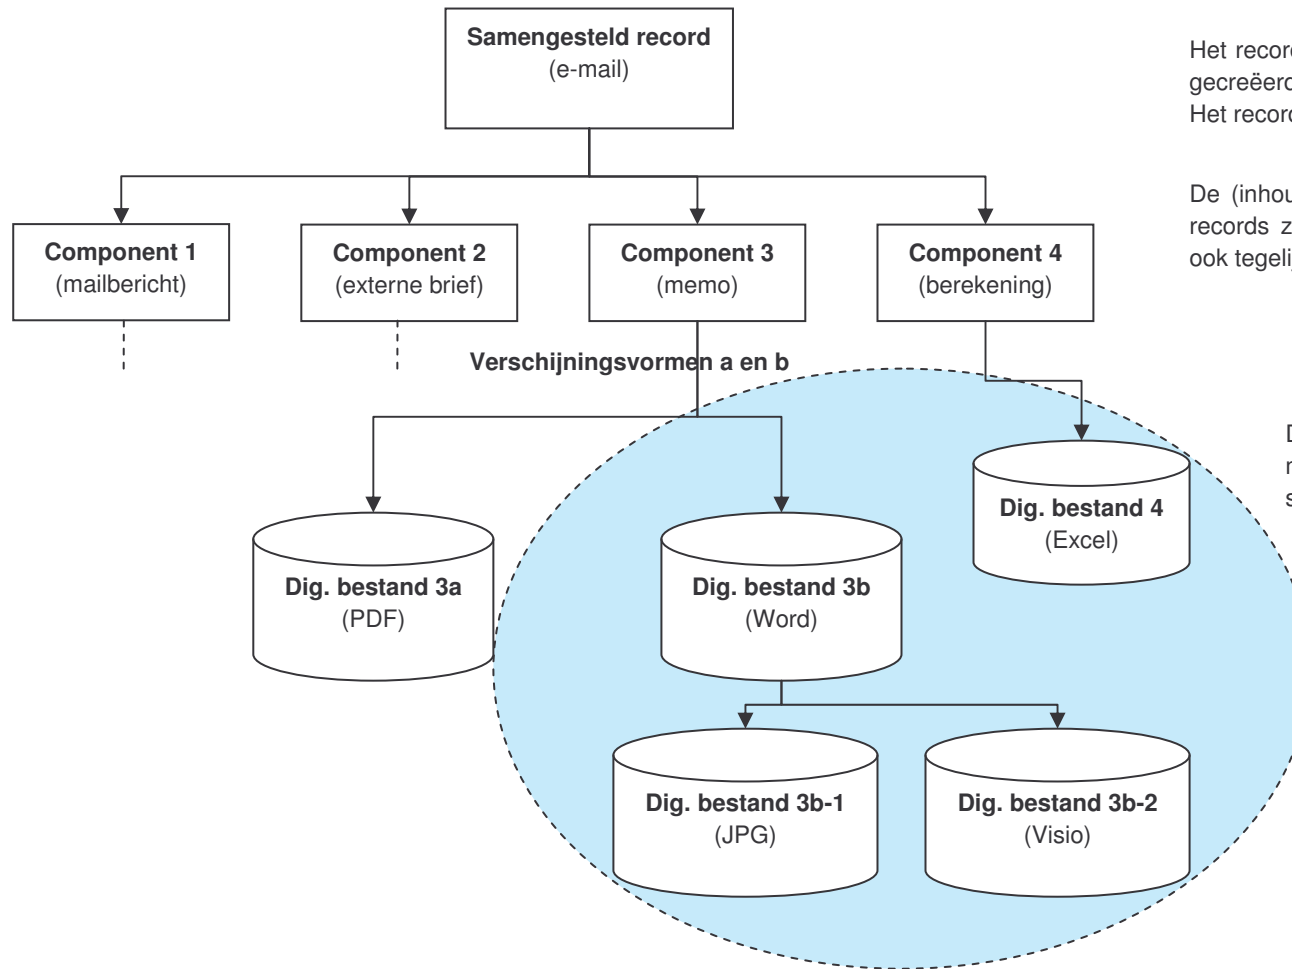 Samengesteld record
(e-mail)
Het record
gecreëerd
Het record
De (inhou
records z
ook tegelij
Component 1
(mailbericht)
Component 2
(externe brief)
Component 3
(memo)
Component 4
(berekening)
Verschijningsvormen a en b
Dig. bestand 4
(Excel)
Dig. bestand 3a
(PDF)
Dig. bestand 3b
(Word)
Dig. bestand 3b-1
(JPG)
Dig. bestand 3b-2
(Visio)